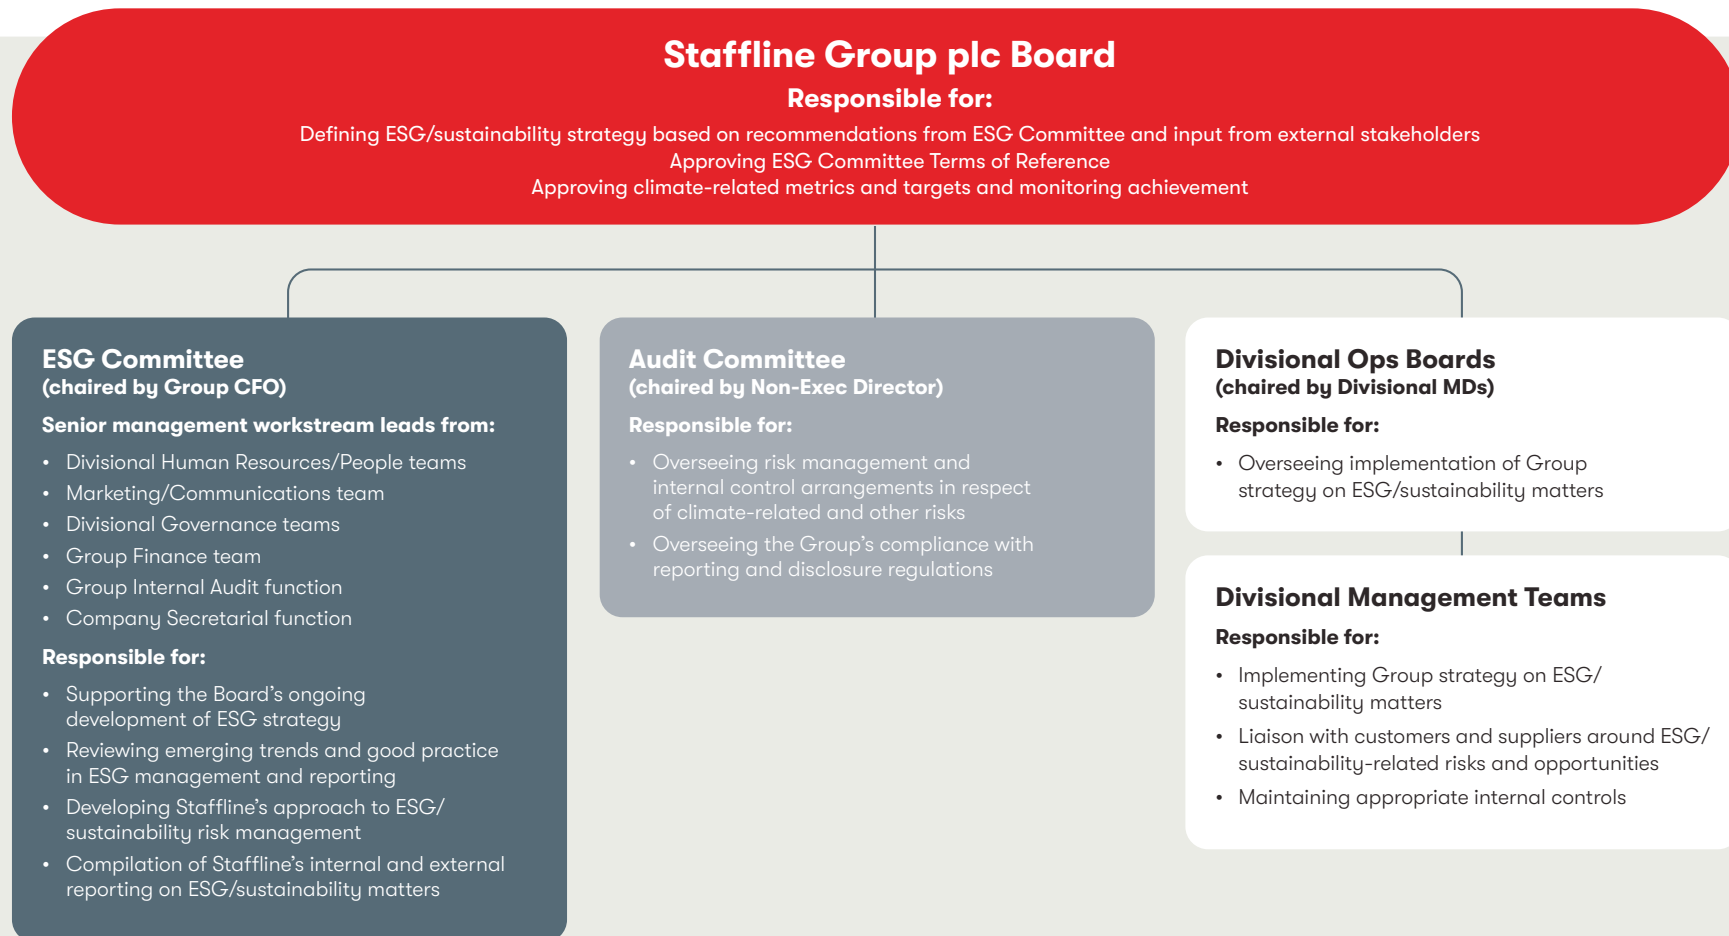 Staffline Group plc Board
Responsible for:
Defining ESG/sustainability strategy based on recommendations from ESG Committee and input from external stakeholders
Approving ESG Committee Terms of Reference
Approving climate-related metrics and targets and monitoring achievement
ESG Committee
(chaired by Group CFO)
Senior management workstream leads from:
• Divisional Human Resources/People teams
• Marketing/Communications team
• Divisional Governance teams
• Group Finance team
• Group Internal Audit function
• Company Secretarial function
Responsible for:
• Supporting the Board’s ongoing
development of ESG strategy
• Reviewing emerging trends and good practice
in ESG management and reporting
• Developing Staffline’s approach to ESG/
sustainability risk management
• Compilation of Staffline’s internal and external
reporting on ESG/sustainability matters
Audit Committee
(chaired by Non-Exec Director)
Responsible for:
• Overseeing risk management and
internal control arrangements in respect
of climate-related and other risks
• Overseeing the Group’s compliance with
reporting and disclosure regulations
Divisional Ops Boards
(chaired by Divisional MDs)
Responsible for:
• Overseeing implementation of Group
strategy on ESG/sustainability matters
Divisional Management Teams
Responsible for:
• Implementing Group strategy on ESG/
sustainability matters
• Liaison with customers and suppliers around ESG/
sustainability-related risks and opportunities
• Maintaining appropriate internal controls